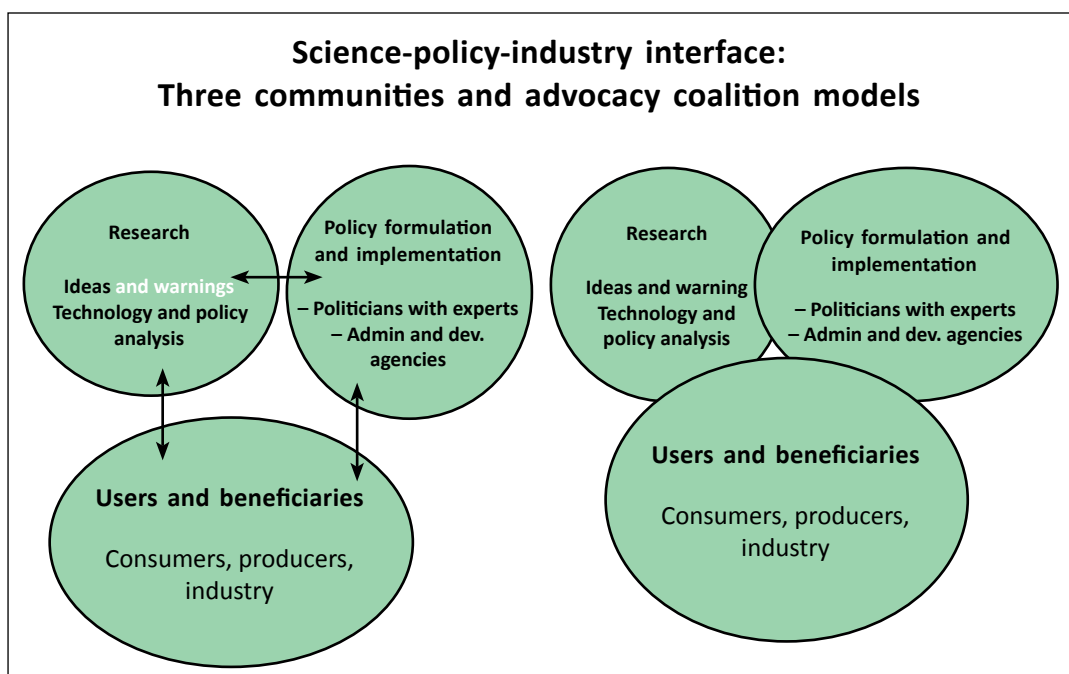 Science-policy-industry interface:
Three communities and advocacy coalition models
Research
Ideas and warnings
Technology and policy
analysis
Policy formulation
and implementation
– Politicians with experts
– Admin and dev.
agencies
Users and beneficiaries
Consumers, producers,
industry
Research
Ideas and warning
Technology and
policy analysis
Policy formulation and
implementation
– Politicians with experts
– Admin and dev. agencies
Users and beneficiaries
Consumers, producers,
industry